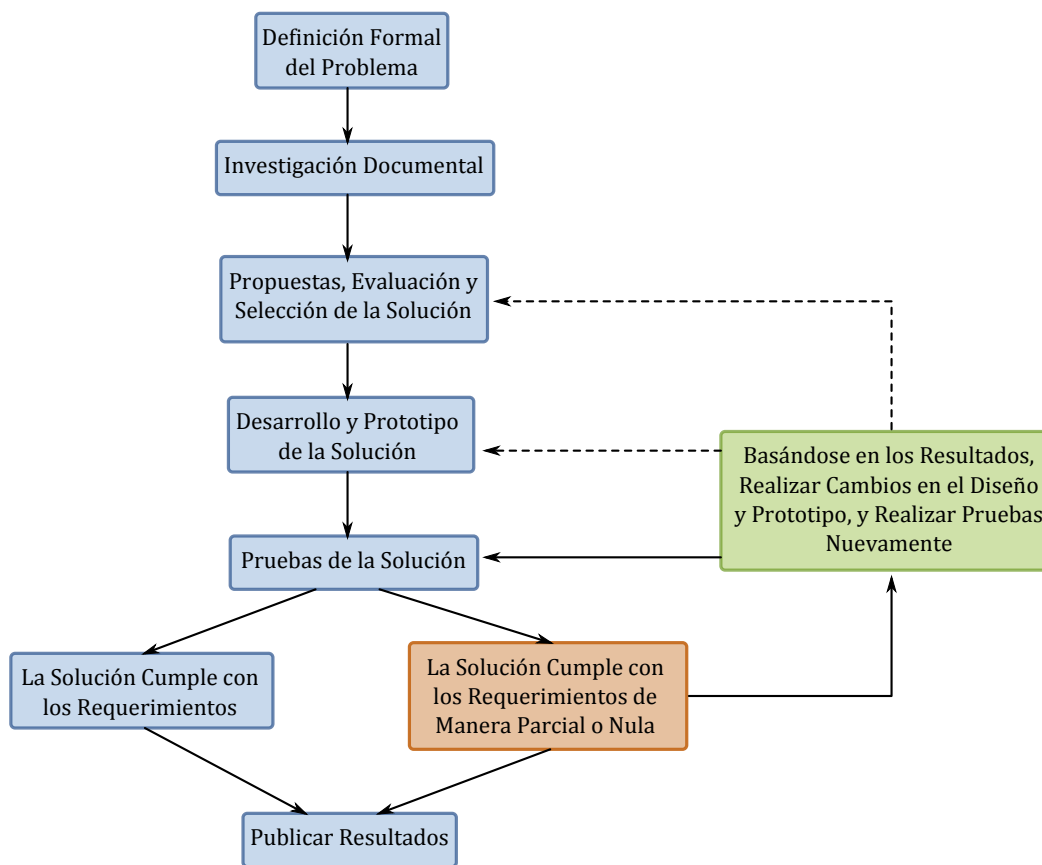 Definición Formal
del Problema
Investigación Documental
Propuestas, Evaluación y
Selección de la Solución
Desarrollo y Prototipo
de la Solución
Basándose en los Resultados,
Realizar Cambios en el Diseño
y Prototipo, y Realizar Pruebas
Nuevamente
Pruebas de la Solución
La Solución Cumple con
los Requerimientos
La Solución Cumple con
los Requerimientos de
Manera Parcial o Nula
Publicar Resultados